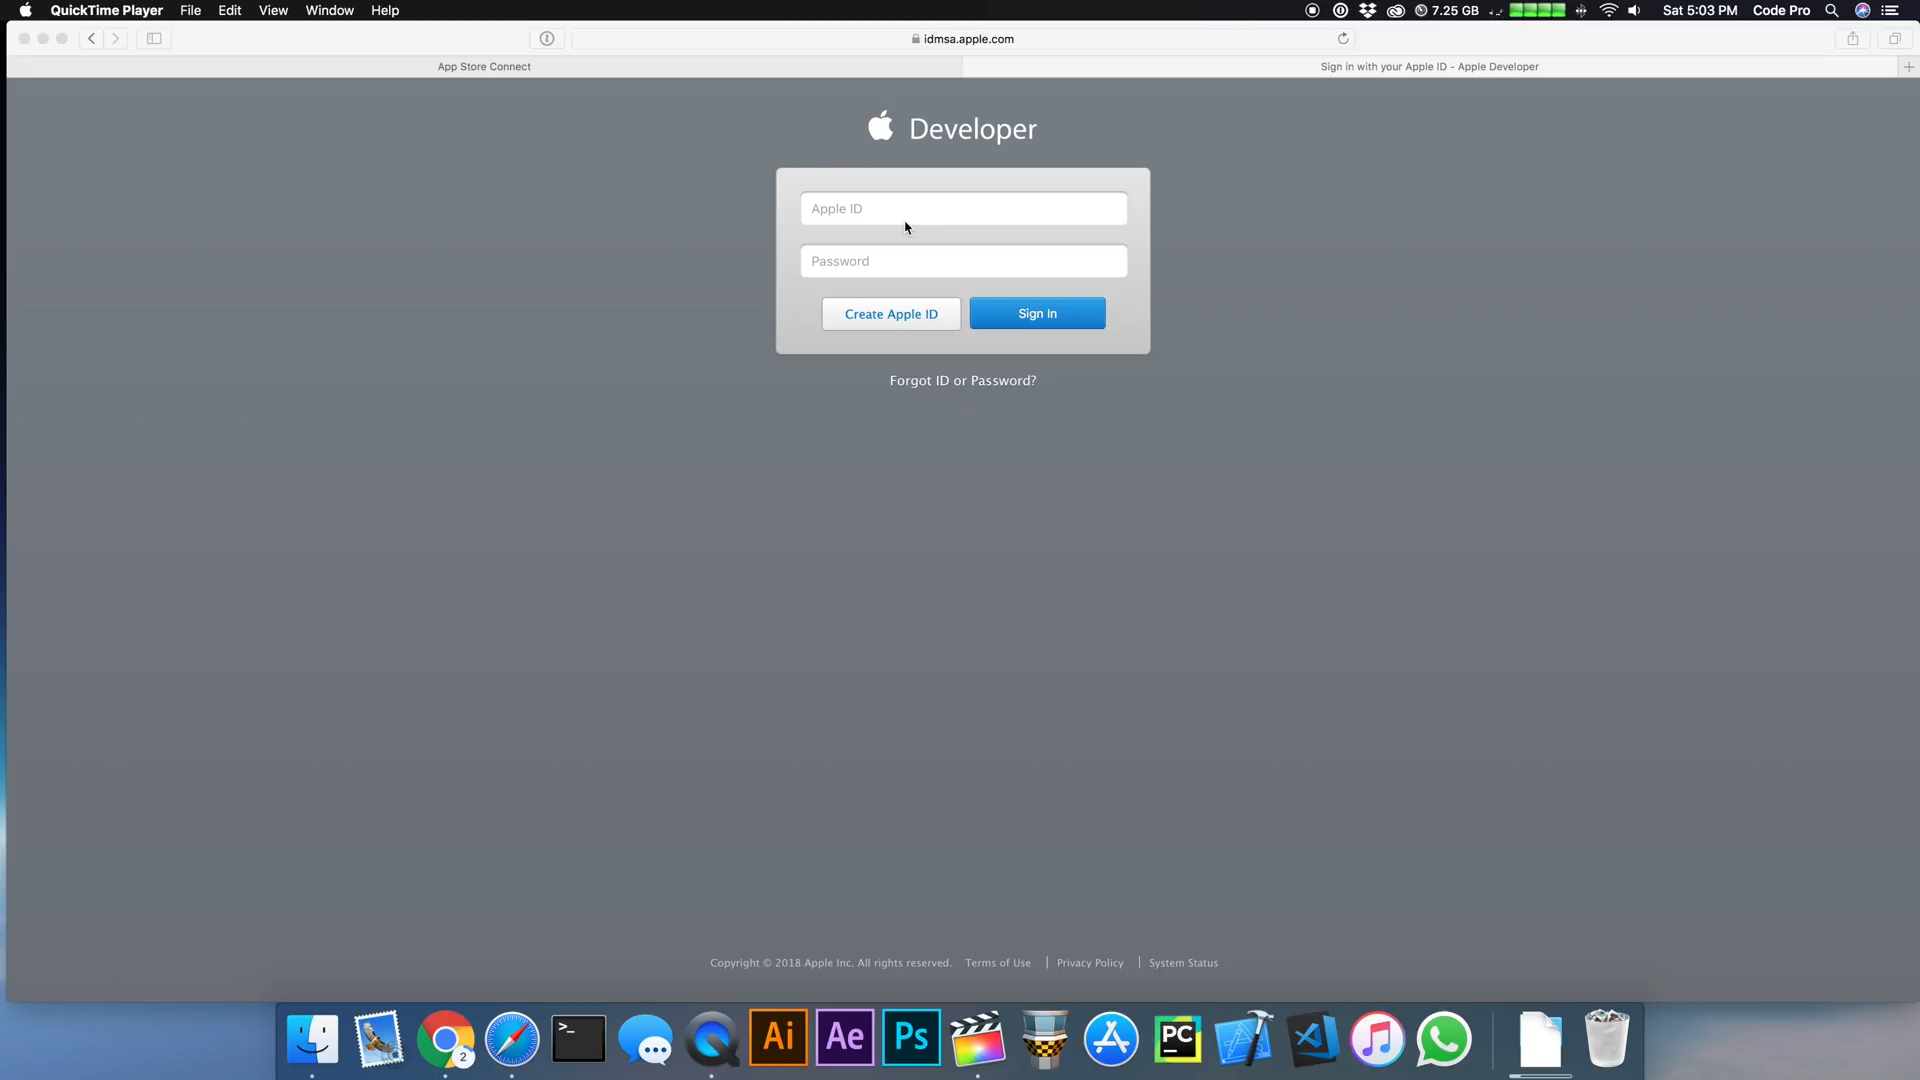 QuickTime Player File Edit View Window Help 7.25 GB Sat 5:03 PM Code Pro
idmsa.apple.com
App Store Connect Sign in with your Apple ID - Apple Developer
Developer
Apple ID
Password
Create Apple ID Sign In
Forgot ID or Password?
Copyright © 2018 Apple Inc. All rights reserved. Terms of Use | Privacy Policy | System Status
2
>_
Ai
Ae
Ps
PC